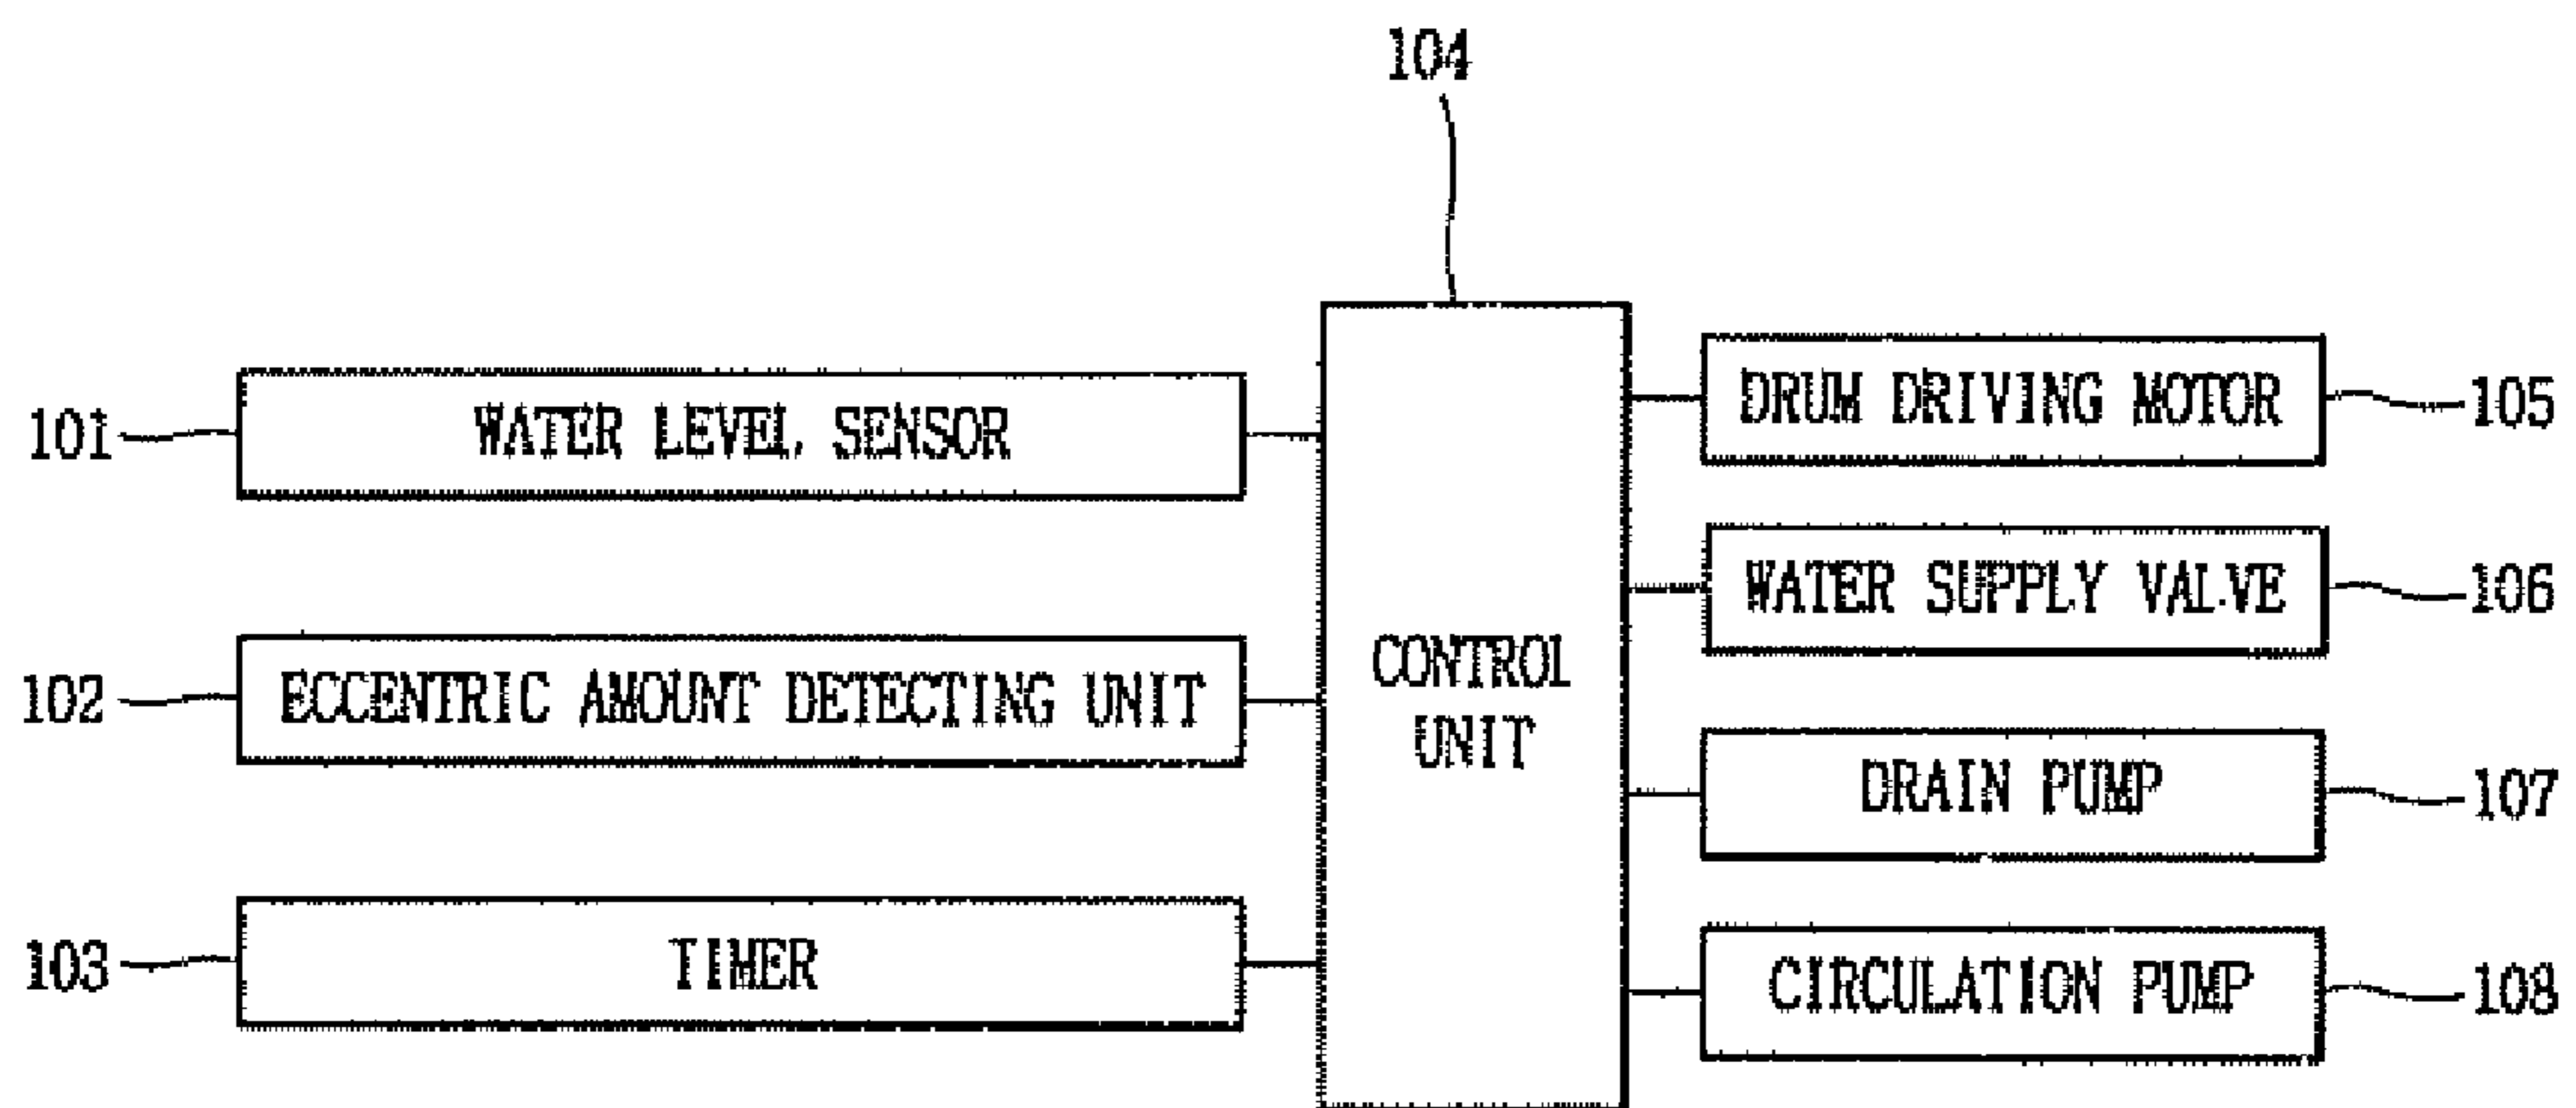 104
101
WATER LEVEL SENSOR
DRUM DRIVING MOTOR
105
WATER SUPPLY VALVE
106
102
ECCENTRIC AMOUNT DETECTING UNIT
CONTROL
UNIT
DRAIN PUMP
107
103
TIMER
CIRCULATION PUMP
108